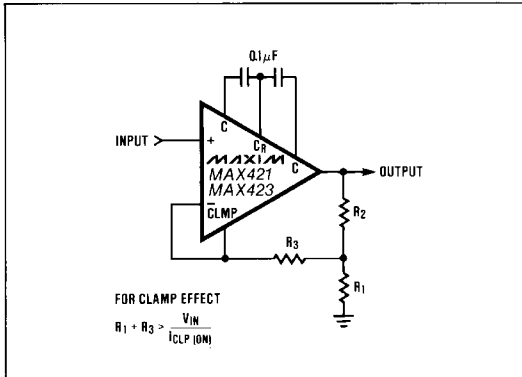 0.1µF
C
CR
C
INPUT
+
MAXIM
MAX421
MAX423
OUTPUT
−
CLMP
R2
R3
R1
FOR CLAMP EFFECT
R1 + R3 > VIN
ICLP (ON)